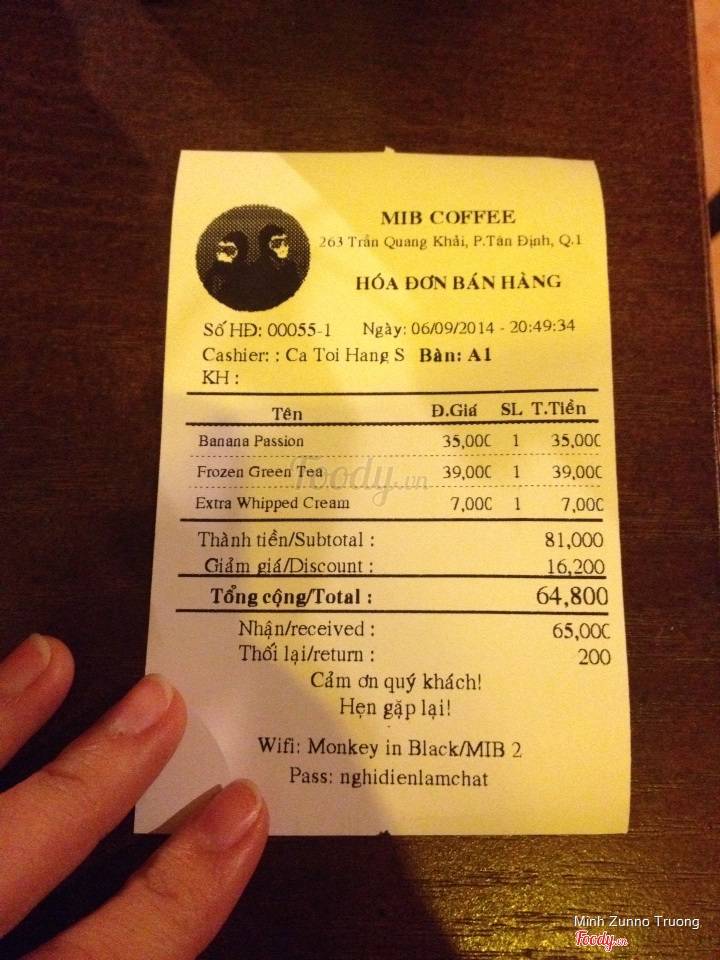 MIB COFFEE
263 Trần Quang Khải, P.Tân Định, Q.1
HÓA ĐƠN BÁN HÀNG
Số HĐ: 00055-1 Ngày: 06/09/2014 - 20:49:34
Cashier: : Ca Toi Hang S Bàn: A1
KH :
Tên Đ.Giá SL T.Tiền
Banana Passion 35,000 1 35,000
Frozen Green Tea 39,000 1 39,000
Extra Whipped Cream 7,000 1 7,000
Thành tiền/Subtotal : 81,000
Giảm giá/Discount : 16,200
Tổng cộng/Total : 64,800
Nhận/received : 65,000
Thối lại/return : 200
Cảm ơn quý khách!
Hẹn gặp lại!
Wifi: Monkey in Black/MIB 2
Pass: nghidienlamchat
Foody.vn
Minh Zunno Truong
Foody.vn